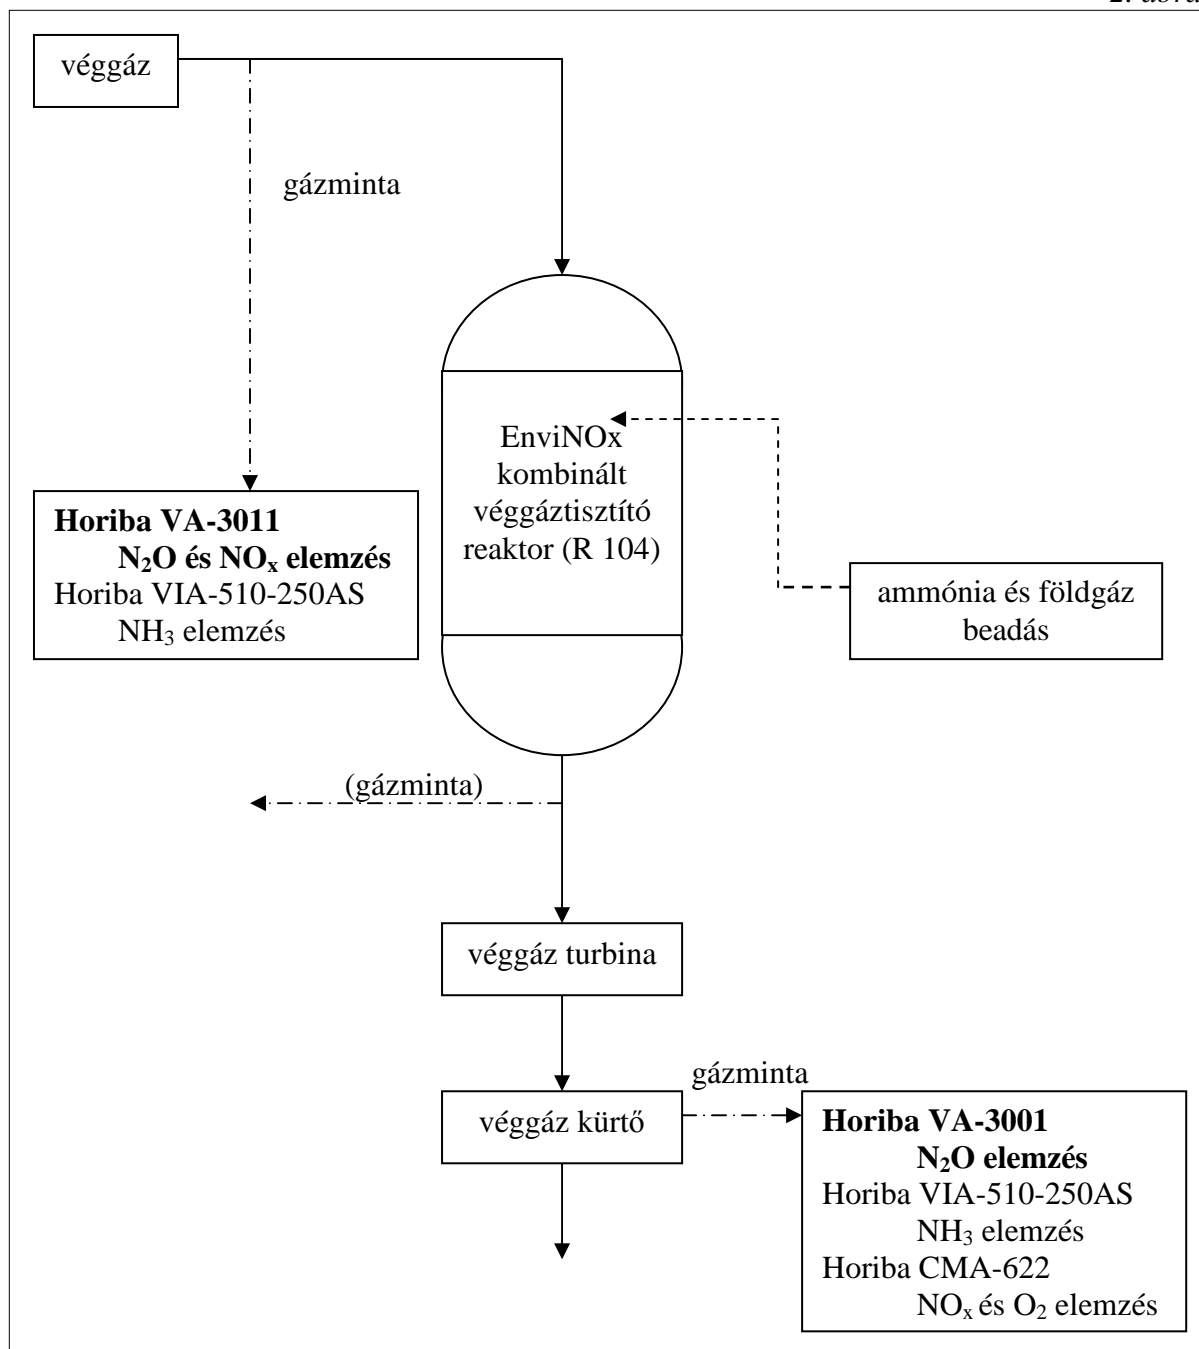 2. ábra
véggáz
gázminta
EnviNOx
kombinált
véggáztisztító
reaktor (R 104)
Horiba VA-3011
N₂O és NOₓ elemzés
Horiba VIA-510-250AS
NH₃ elemzés
ammónia és földgáz
beadás
(gázminta)
véggáz turbina
véggáz kürtő
gázminta
Horiba VA-3001
N₂O elemzés
Horiba VIA-510-250AS
NH₃ elemzés
Horiba CMA-622
NOₓ és O₂ elemzés